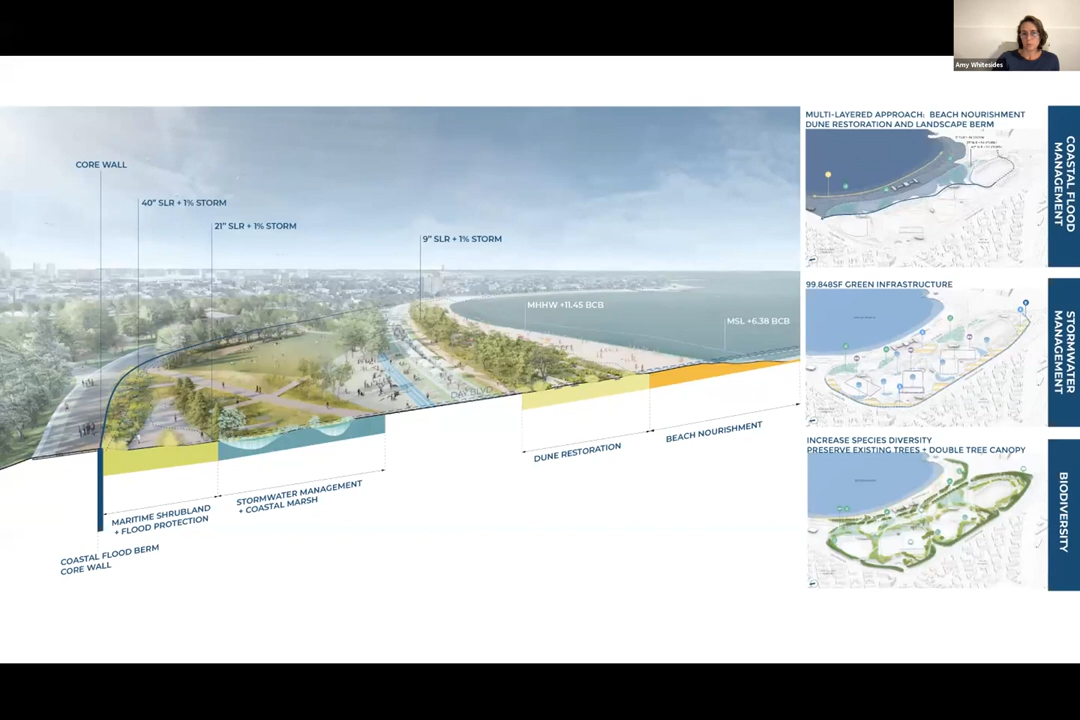 Amy Whitesides
CORE WALL
40" SLR + 1% STORM
21" SLR + 1% STORM
9" SLR + 1% STORM
MHHW +11.45 BCB
MSL +6.38 BCB
DAY BLVD
DUNE RESTORATION
BEACH NOURISHMENT
STORMWATER MANAGEMENT
+ COASTAL MARSH
MARITIME SHRUBLAND
+ FLOOD PROTECTION
COASTAL FLOOD BERM
CORE WALL
MULTI-LAYERED APPROACH: BEACH NOURISHMENT
DUNE RESTORATION AND LANDSCAPE BERM
COASTAL FLOOD
MANAGEMENT
99.848SF GREEN INFRASTRUCTURE
STORMWATER
MANAGEMENT
INCREASE SPECIES DIVERSITY
PRESERVE EXISTING TREES + DOUBLE TREE CANOPY
BIODIVERSITY